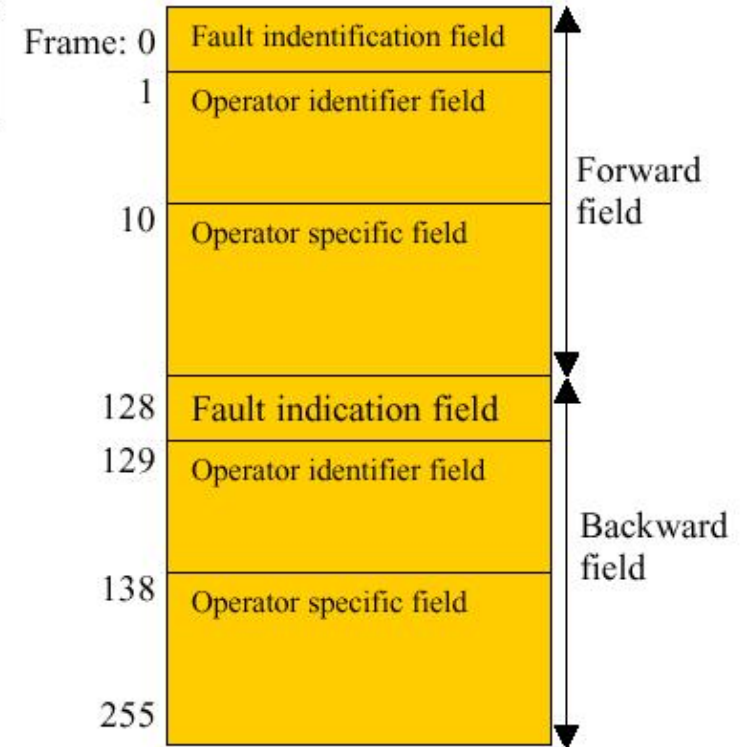 Frame: 0 Fault indentification field
1 Operator identifier field
10 Operator specific field
Forward
field
128 Fault indication field
129 Operator identifier field
138 Operator specific field
255
Backward
field